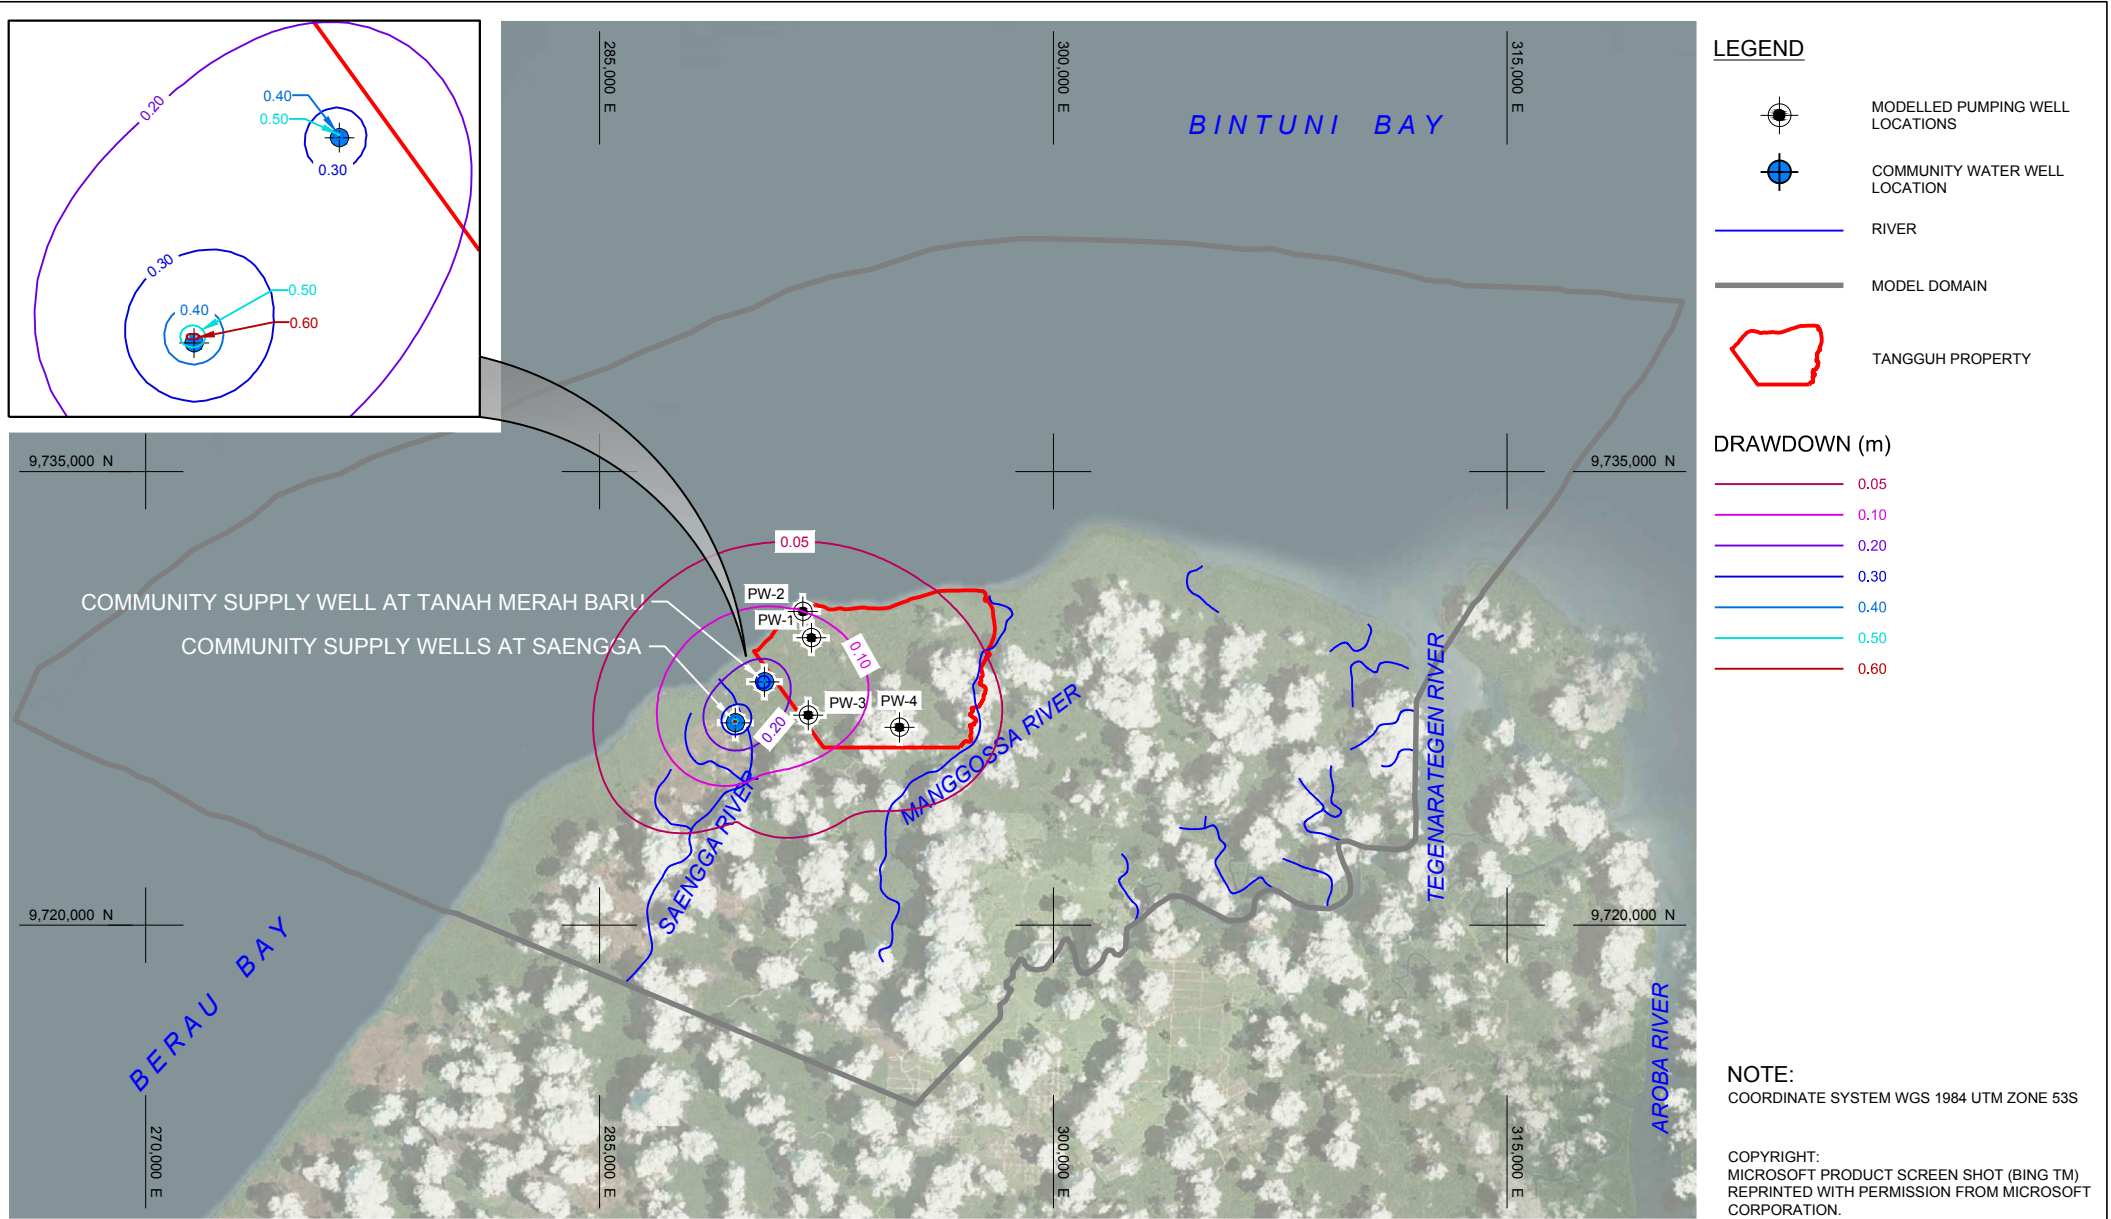 0.20
0.40
0.50
0.30
0.30
0.40
0.50
0.60
285,000 E
300,000 E
315,000 E
BINTUNI BAY
9,735,000 N
9,735,000 N
0.05
COMMUNITY SUPPLY WELL AT TANAH MERAH BARU
COMMUNITY SUPPLY WELLS AT SAENGGA
PW-2
PW-1
0.10
PW-3
PW-4
0.20
SAENGGA RIVER
MANGGOSSA RIVER
TEGENARATEGEN RIVER
9,720,000 N
9,720,000 N
BERAU BAY
AROBA RIVER
270,000 E
285,000 E
300,000 E
315,000 E
LEGEND
MODELLED PUMPING WELL
LOCATIONS
COMMUNITY WATER WELL
LOCATION
RIVER
MODEL DOMAIN
TANGGUH PROPERTY
DRAWDOWN (m)
0.05
0.10
0.20
0.30
0.40
0.50
0.60
NOTE:
COORDINATE SYSTEM WGS 1984 UTM ZONE 53S
COPYRIGHT:
MICROSOFT PRODUCT SCREEN SHOT (BING TM)
REPRINTED WITH PERMISSION FROM MICROSOFT
CORPORATION.